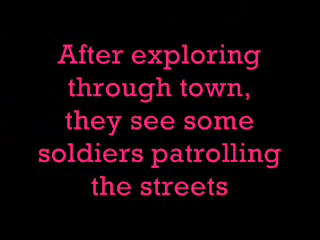 After exploring
through town,
they see some
soldiers patrolling
the streets